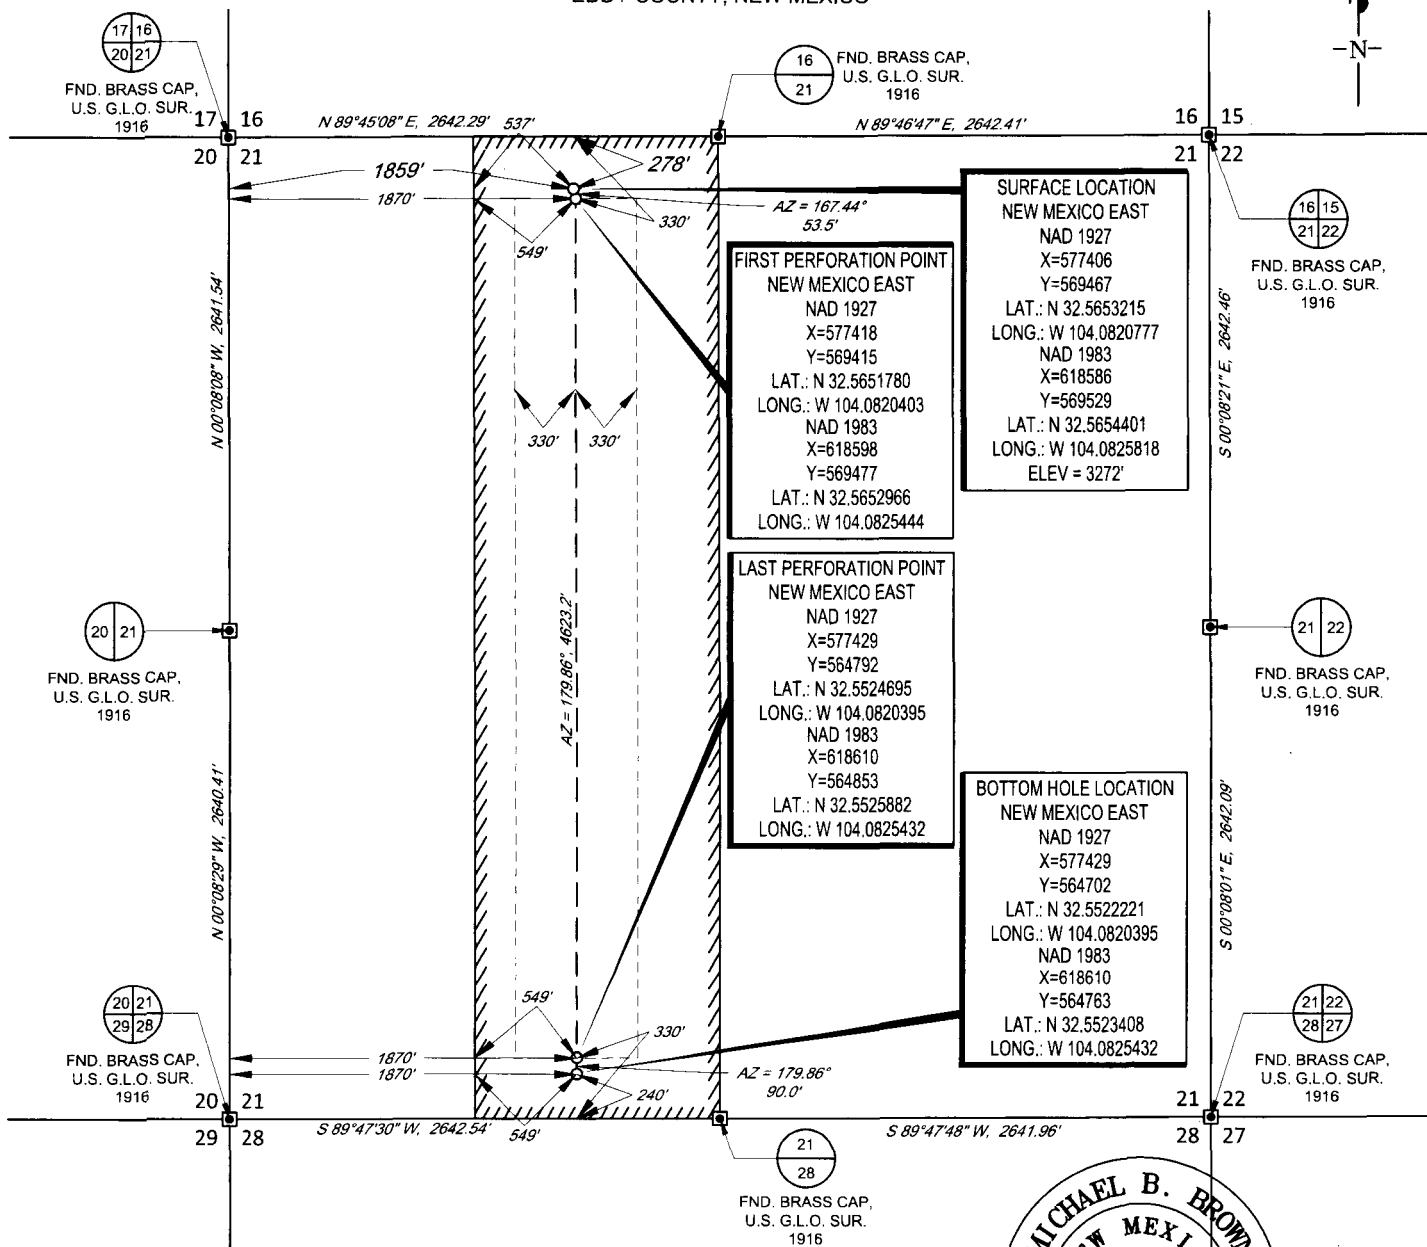 -N-
17 16
20 21
FND. BRASS CAP,
U.S. G.L.O. SUR.
1916
16
21
FND. BRASS CAP,
U.S. G.L.O. SUR.
1916
17 16
20 21
N 89°45'08" E, 2642.29'
537'
N 89°46'47" E, 2642.41'
16 15
21 22
16 15
21 22
FND. BRASS CAP,
U.S. G.L.O. SUR.
1916
1859'
278'
1870'
330'
549'
AZ = 167.44°
53.5'
SURFACE LOCATION
NEW MEXICO EAST
NAD 1927
X=577406
Y=569467
LAT.: N 32.5653215
LONG.: W 104.0820777
NAD 1983
X=618586
Y=569529
LAT.: N 32.5654401
LONG.: W 104.0825818
ELEV = 3272'
FIRST PERFORATION POINT
NEW MEXICO EAST
NAD 1927
X=577418
Y=569415
LAT.: N 32.5651780
LONG.: W 104.0820403
NAD 1983
X=618598
Y=569477
LAT.: N 32.5652966
LONG.: W 104.0825444
N 00°08'08" W, 2641.54'
S 00°08'21" E, 2642.46'
330'
330'
AZ = 179.86°, 4623.2'
LAST PERFORATION POINT
NEW MEXICO EAST
NAD 1927
X=577429
Y=564792
LAT.: N 32.5524695
LONG.: W 104.0820395
NAD 1983
X=618610
Y=564853
LAT.: N 32.5525882
LONG.: W 104.0825432
20 21
FND. BRASS CAP,
U.S. G.L.O. SUR.
1916
21 22
FND. BRASS CAP,
U.S. G.L.O. SUR.
1916
BOTTOM HOLE LOCATION
NEW MEXICO EAST
NAD 1927
X=577429
Y=564702
LAT.: N 32.5522221
LONG.: W 104.0820395
NAD 1983
X=618610
Y=564763
LAT.: N 32.5523408
LONG.: W 104.0825432
N 00°08'29" W, 2640.41'
S 00°08'01" E, 2642.09'
20 21
29 28
FND. BRASS CAP,
U.S. G.L.O. SUR.
1916
549'
330'
1870'
1870'
AZ = 179.86°
90.0'
240'
21 22
28 27
FND. BRASS CAP,
U.S. G.L.O. SUR.
1916
20 21
29 28
S 89°47'30" W, 2642.54'
549'
S 89°47'48" W, 2641.96'
21 22
28 27
21
28
FND. BRASS CAP,
U.S. G.L.O. SUR.
1916
MICHAEL B. BROWN
NEW MEXI